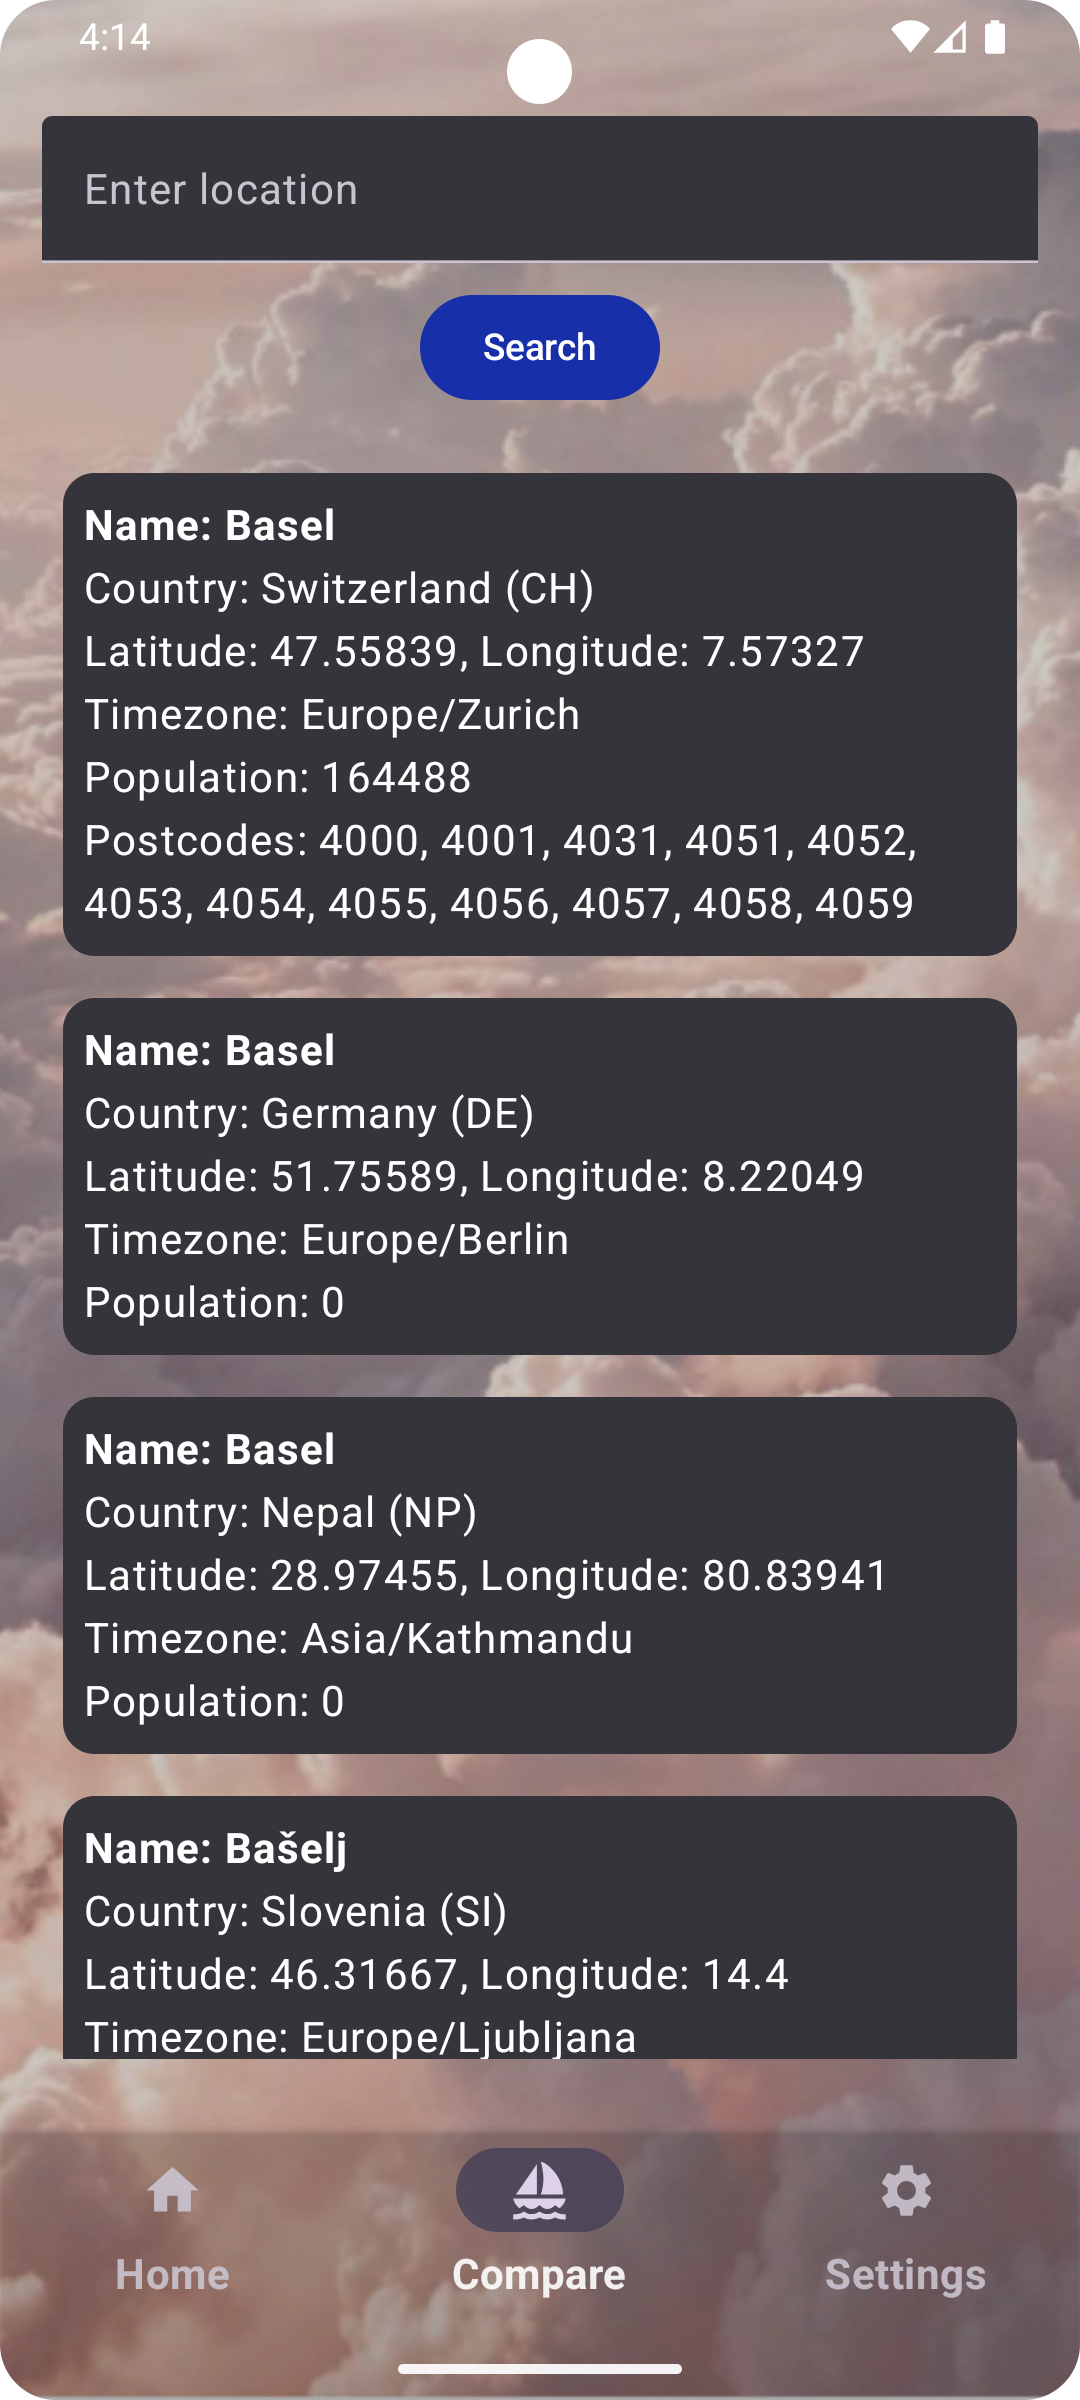 4:14
Enter location
Search
Name: Basel
Country: Switzerland (CH)
Latitude: 47.55839, Longitude: 7.57327
Timezone: Europe/Zurich
Population: 164488
Postcodes: 4000, 4001, 4031, 4051, 4052,
4053, 4054, 4055, 4056, 4057, 4058, 4059
Name: Basel
Country: Germany (DE)
Latitude: 51.75589, Longitude: 8.22049
Timezone: Europe/Berlin
Population: 0
Name: Basel
Country: Nepal (NP)
Latitude: 28.97455, Longitude: 80.83941
Timezone: Asia/Kathmandu
Population: 0
Name: Bašelj
Country: Slovenia (SI)
Latitude: 46.31667, Longitude: 14.4
Timezone: Europe/Ljubljana
Home
Compare
Settings